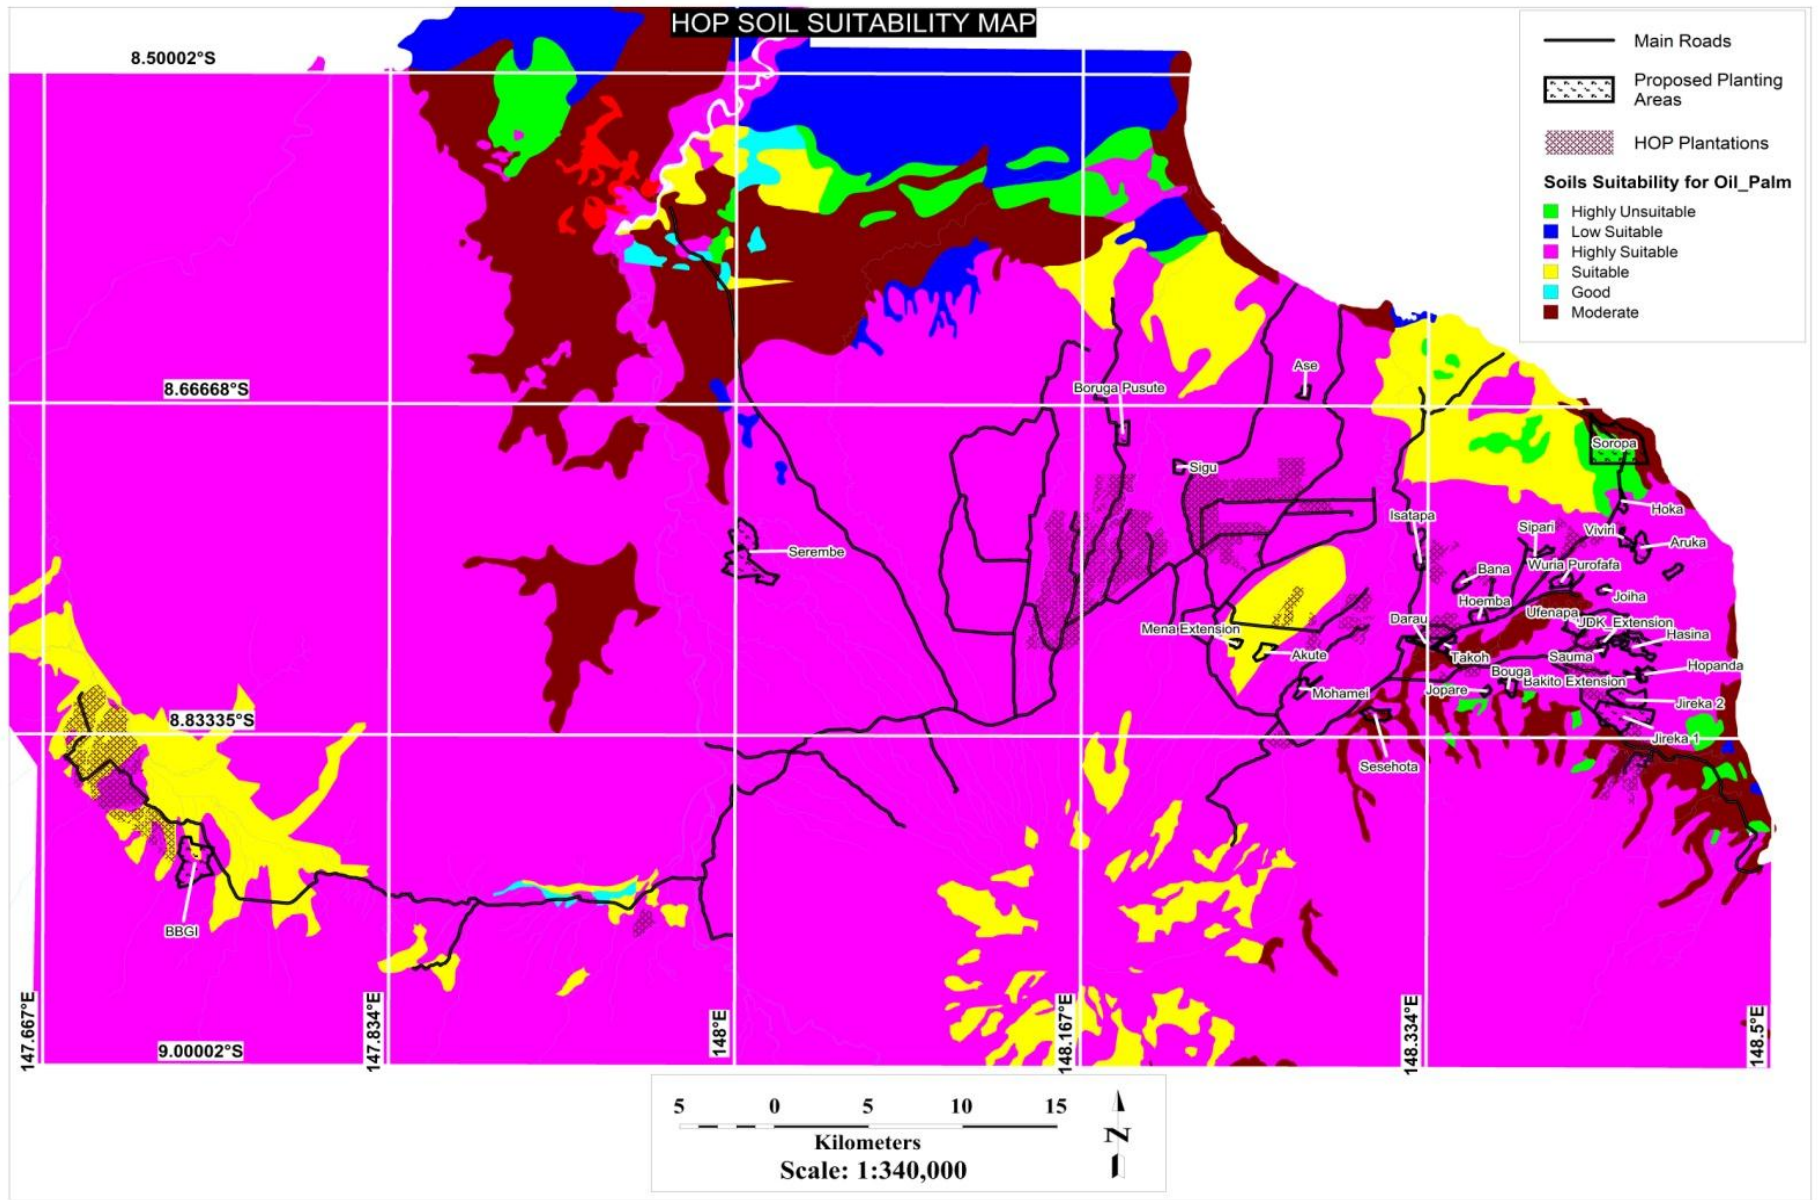 HOP SOIL SUITABILITY MAP
Main Roads
Proposed Planting
Areas
HOP Plantations
Soils Suitability for Oil_Palm
Highly Unsuitable
Low Suitable
Highly Suitable
Suitable
Good
Moderate
8.50002°S
8.66668°S
8.83335°S
9.00002°S
147.667°E
147.834°E
148°E
148.167°E
148.334°E
148.5°E
Ase
Boruga Pusute
Soropa
Sigu
Hoka
Isatapa
Sipari
Viviri
Aruka
Serembe
Wuria Purofafa
Bana
Joiha
Hoemba
Ufenapa
Darau
JDK_Extension
Mena Extension
Hasina
Akute
Takoh
Sauma
Hopanda
Bouga
Bakito Extension
Mohamei
Jopare
Jireka 2
Jireka 1
Sesehota
BBGI
5 0 5 10 15
Kilometers
Scale: 1:340,000
N